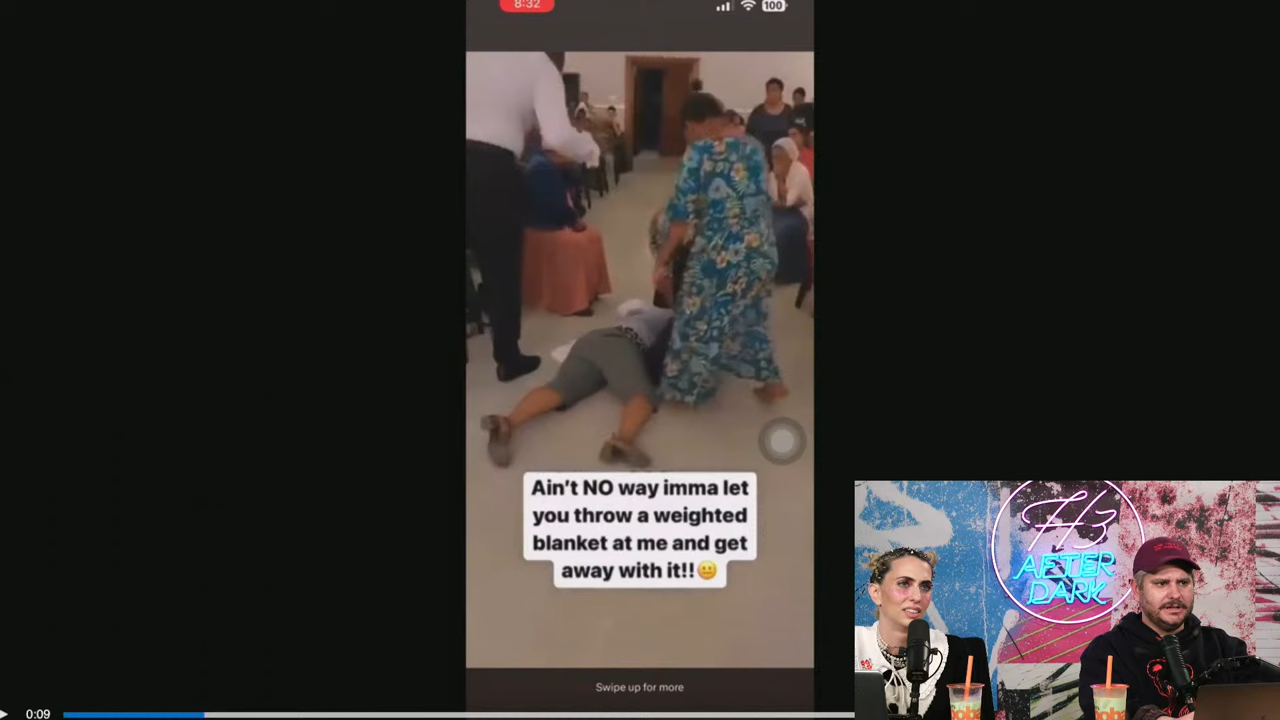 8:32
100
Ain't NO way imma let
you throw a weighted
blanket at me and get
away with it!!😐
Swipe up for more
0:09
H3
AFTER
DARK